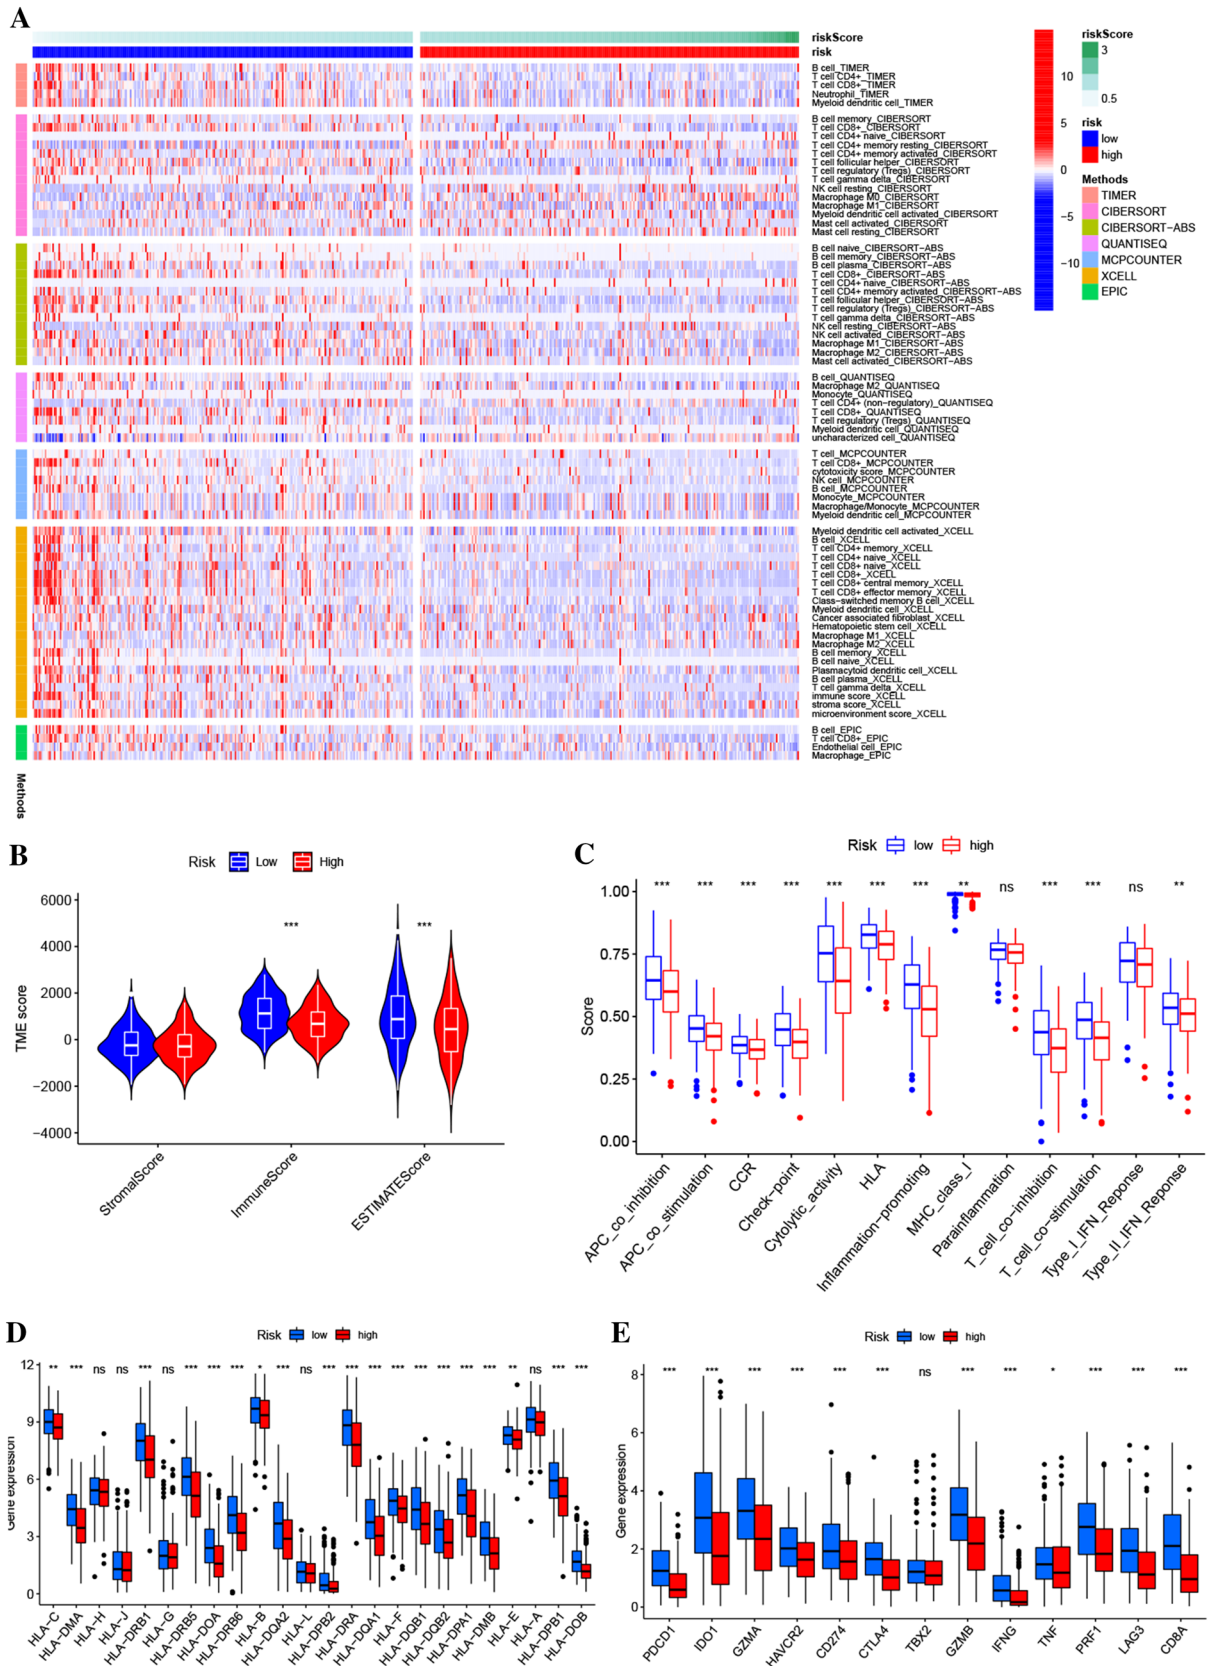 A
riskScore
risk
B cell_TIMER
T cell CD4+_TIMER
T cell CD8+_TIMER
Neutrophil_TIMER
Myeloid dendritic cell_TIMER
B cell memory_CIBERSORT
T cell CD8+_CIBERSORT
T cell CD4+ naive_CIBERSORT
T cell CD4+ memory resting_CIBERSORT
T cell CD4+ memory activated_CIBERSORT
T cell follicular helper_CIBERSORT
T cell regulatory (Tregs)_CIBERSORT
T cell gamma delta_CIBERSORT
NK cell resting_CIBERSORT
Macrophage M0_CIBERSORT
Macrophage M1_CIBERSORT
Myeloid dendritic cell activated_CIBERSORT
Mast cell activated_CIBERSORT
Mast cell resting_CIBERSORT
B cell naive_CIBERSORT-ABS
B cell memory_CIBERSORT-ABS
B cell plasma_CIBERSORT-ABS
T cell CD8+_CIBERSORT-ABS
T cell CD4+ naive_CIBERSORT-ABS
T cell CD4+ memory activated_CIBERSORT-ABS
T cell follicular helper_CIBERSORT-ABS
T cell regulatory (Tregs)_CIBERSORT-ABS
T cell gamma delta_CIBERSORT-ABS
NK cell resting_CIBERSORT-ABS
NK cell activated_CIBERSORT-ABS
Macrophage M1_CIBERSORT-ABS
Macrophage M2_CIBERSORT-ABS
Mast cell activated_CIBERSORT-ABS
B cell_QUANTISEQ
Macrophage M2_QUANTISEQ
Monocyte_QUANTISEQ
T cell CD4+ (non-regulatory)_QUANTISEQ
T cell CD8+_QUANTISEQ
T cell regulatory (Tregs)_QUANTISEQ
Myeloid dendritic cell_QUANTISEQ
uncharacterized cell_QUANTISEQ
T cell_MCPCOUNTER
T cell CD8+_MCPCOUNTER
cytotoxicity score_MCPCOUNTER
NK cell_MCPCOUNTER
B cell_MCPCOUNTER
Monocyte_MCPCOUNTER
Macrophage/Monocyte_MCPCOUNTER
Myeloid dendritic cell_MCPCOUNTER
Myeloid dendritic cell activated_XCELL
B cell_XCELL
T cell CD4+ memory_XCELL
T cell CD4+ naive_XCELL
T cell CD8+ naive_XCELL
T cell CD8+_XCELL
T cell CD8+ central memory_XCELL
T cell CD8+ effector memory_XCELL
Class-switched memory B cell_XCELL
Myeloid dendritic cell_XCELL
Cancer associated fibroblast_XCELL
Hematopoietic stem cell_XCELL
Macrophage M1_XCELL
Macrophage M2_XCELL
B cell memory_XCELL
B cell naive_XCELL
Plasmacytoid dendritic cell_XCELL
B cell plasma_XCELL
T cell gamma delta_XCELL
immune score_XCELL
stroma score_XCELL
microenvironment score_XCELL
B cell_EPIC
T cell CD8+_EPIC
Endothelial cell_EPIC
Macrophage_EPIC
Methods
10
5
0
-5
-10
riskScore
3
0.5
risk
low
high
Methods
TIMER
CIBERSORT
CIBERSORT-ABS
QUANTISEQ
MCPCOUNTER
XCELL
EPIC
B
Risk Low High
TME score
6000
4000
2000
0
-2000
-4000
*** ***
StromalScore
ImmuneScore
ESTIMATEScore
C
Risk low high
Score
1.00
0.75
0.50
0.25
0.00
*** *** *** *** *** *** *** ** ns *** *** ns **
APC_co_inhibition
APC_co_stimulation
CCR
Check-point
Cytolytic_activity
HLA
Inflammation-promoting
MHC_class_I
Parainflammation
T_cell_co-inhibition
T_cell_co-stimulation
Type_I_IFN_Reponse
Type_II_IFN_Reponse
D
Risk low high
Gene expression
12
9
6
3
0
** *** ns ns *** ns *** *** *** * *** ns *** *** *** *** *** *** *** *** ** ns *** ***
HLA-C
HLA-DMA
HLA-H
HLA-J
HLA-DRB1
HLA-G
HLA-DRB5
HLA-DOA
HLA-DRB6
HLA-B
HLA-DQA2
HLA-L
HLA-DPB2
HLA-DRA
HLA-DQA1
HLA-F
HLA-DQB1
HLA-DQB2
HLA-DPA1
HLA-DMB
HLA-E
HLA-A
HLA-DPB1
HLA-DOB
E
Risk low high
Gene expression
8
6
4
2
0
*** *** *** *** *** *** ns *** *** * *** *** ***
PDCD1
IDO1
GZMA
HAVCR2
CD274
CTLA4
TBX2
GZMB
IFNG
TNF
PRF1
LAG3
CD8A